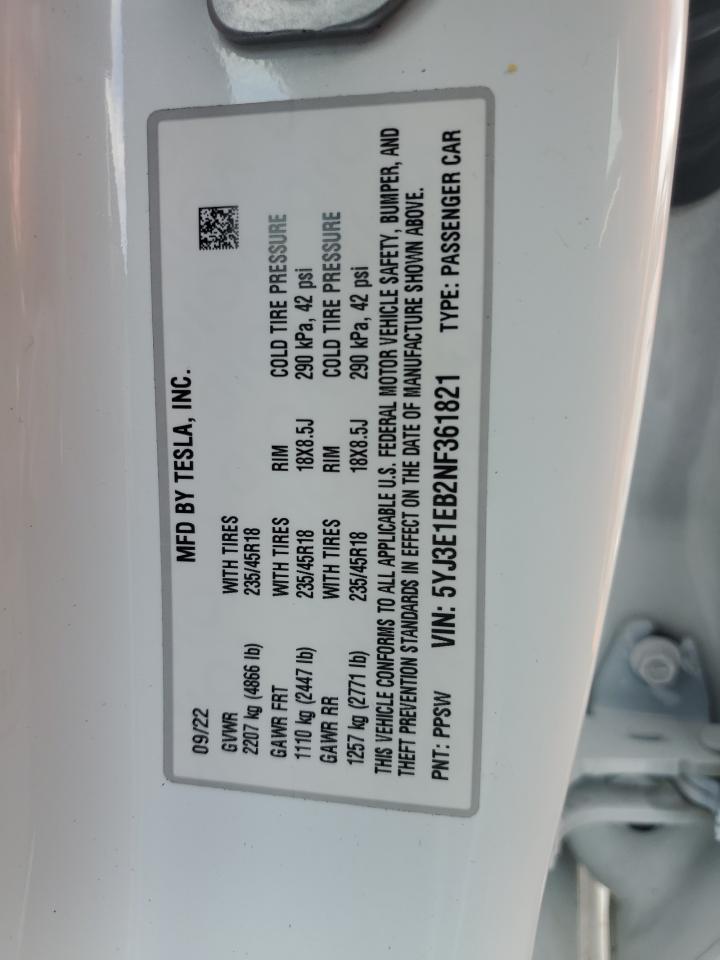 MFD BY TESLA, INC.
09/22
GVWR WITH TIRES
2207 kg (4866 lb) 235/45R18
GAWR FRT WITH TIRES RIM COLD TIRE PRESSURE
1110 kg (2447 lb) 235/45R18 18X8.5J 290 kPa, 42 psi
GAWR RR WITH TIRES RIM COLD TIRE PRESSURE
1257 kg (2771 lb) 235/45R18 18X8.5J 290 kPa, 42 psi
THIS VEHICLE CONFORMS TO ALL APPLICABLE U.S. FEDERAL MOTOR VEHICLE SAFETY, BUMPER, AND
THEFT PREVENTION STANDARDS IN EFFECT ON THE DATE OF MANUFACTURE SHOWN ABOVE.
PNT: PPSW VIN: 5YJ3E1EB2NF361821 TYPE: PASSENGER CAR